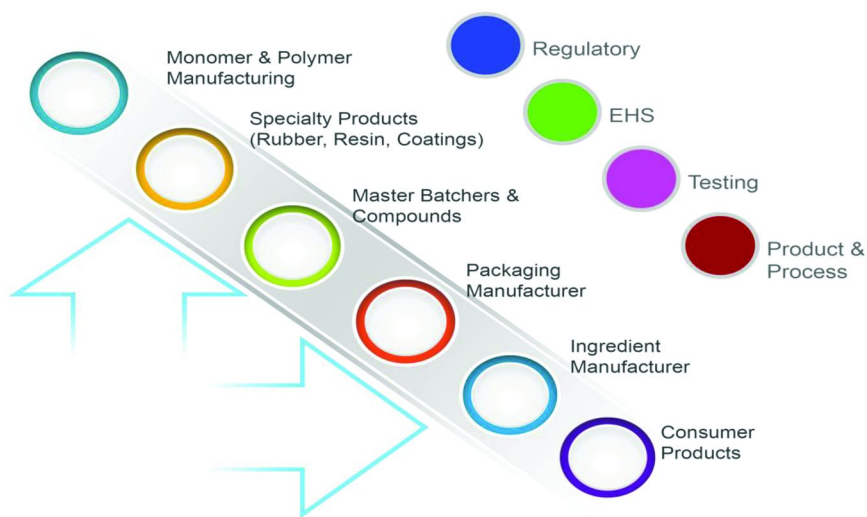 Monomer & Polymer
Manufacturing
Specialty Products
(Rubber, Resin, Coatings)
Master Batchers &
Compounds
Packaging
Manufacturer
Ingredient
Manufacturer
Consumer
Products
Regulatory
EHS
Testing
Product &
Process